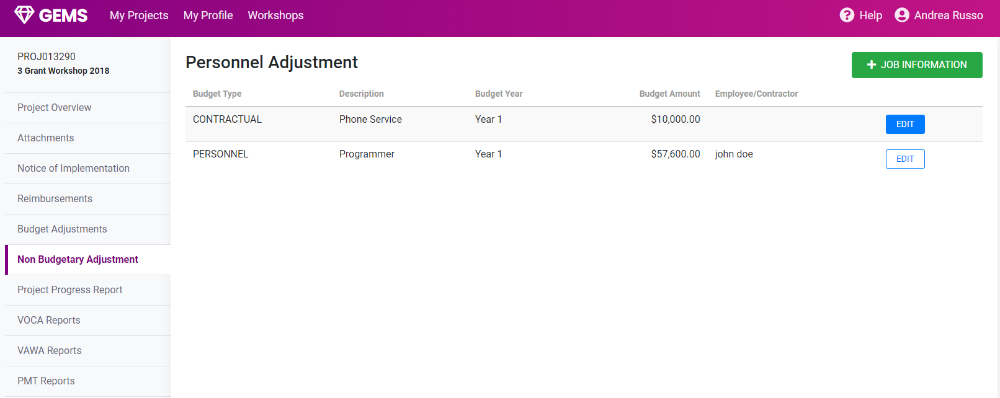 GEMS My Projects My Profile Workshops Help Andrea Russo
PROJ013290
3 Grant Workshop 2018
Project Overview
Attachments
Notice of Implementation
Reimbursements
Budget Adjustments
Non Budgetary Adjustment
Project Progress Report
VOCA Reports
VAWA Reports
PMT Reports
Personnel Adjustment
+ JOB INFORMATION
Budget Type Description Budget Year Budget Amount Employee/Contractor
CONTRACTUAL Phone Service Year 1 $10,000.00 EDIT
PERSONNEL Programmer Year 1 $57,600.00 john doe EDIT